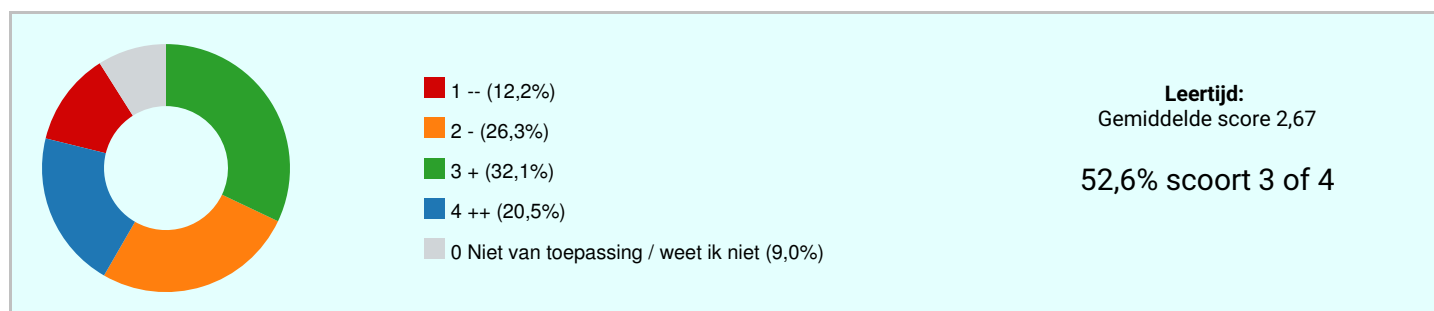 1 -- (12,2%)
2 - (26,3%)
3 + (32,1%)
4 ++ (20,5%)
0 Niet van toepassing / weet ik niet (9,0%)
Leertijd:
Gemiddelde score 2,67
52,6% scoort 3 of 4